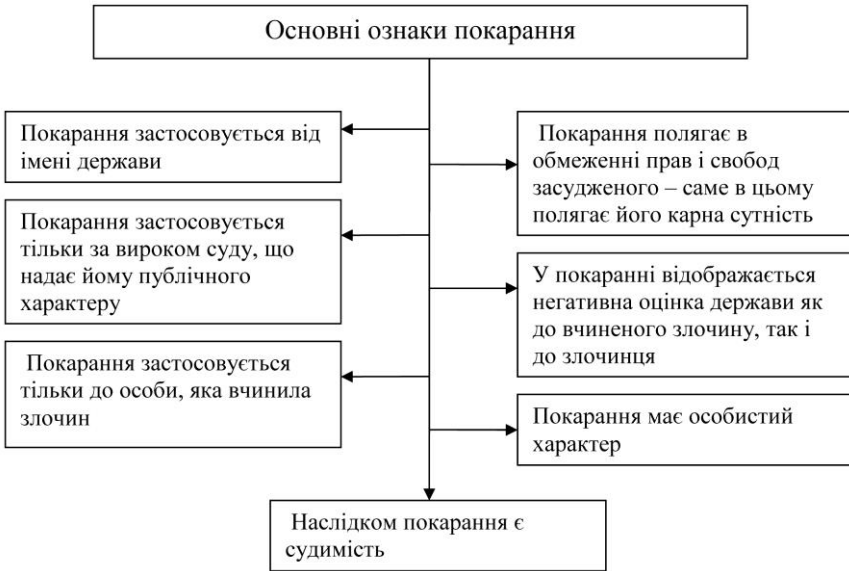 Основні ознаки покарання
Покарання застосовується від
імені держави
Покарання полягає в
обмеженні прав і свобод
засудженого – саме в цьому
полягає його карна сутність
Покарання застосовується
тільки за вироком суду, що
надає йому публічного
характеру
У покаранні відображається
негативна оцінка держави як
до вчиненого злочину, так і
до злочинця
Покарання застосовується
тільки до особи, яка вчинила
злочин
Покарання має особистий
характер
Наслідком покарання є
судимість